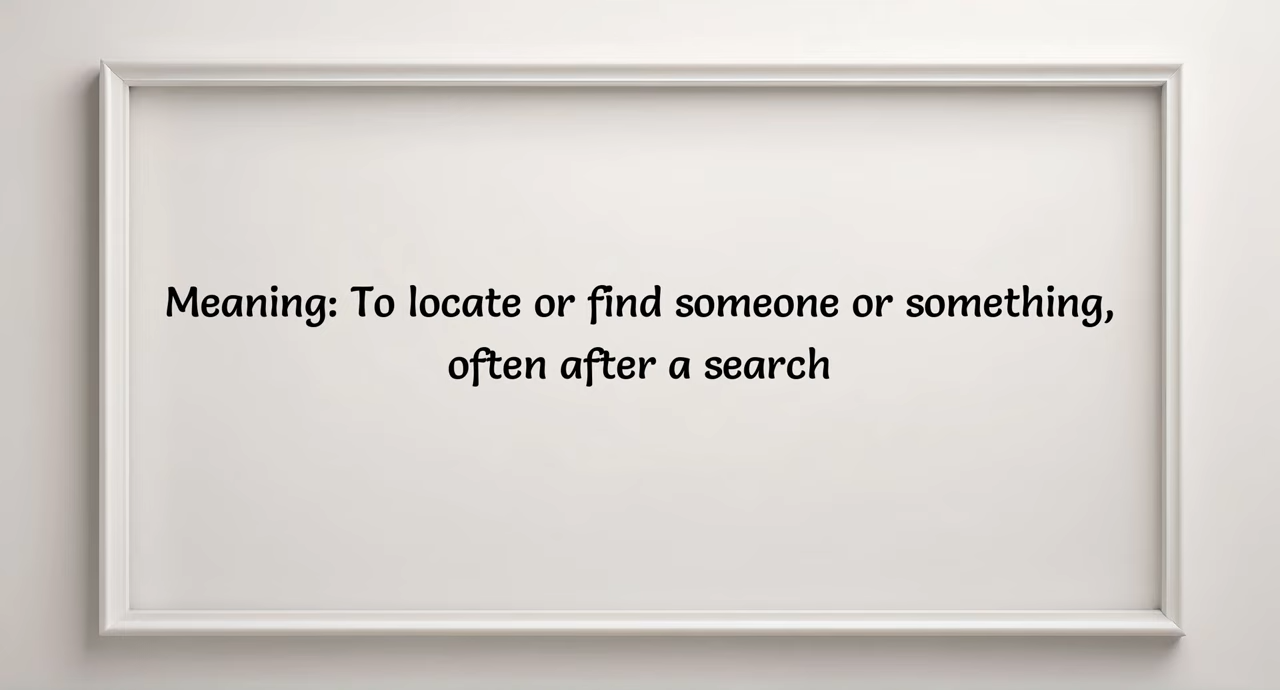 Meaning: To locate or find someone or something,
often after a search